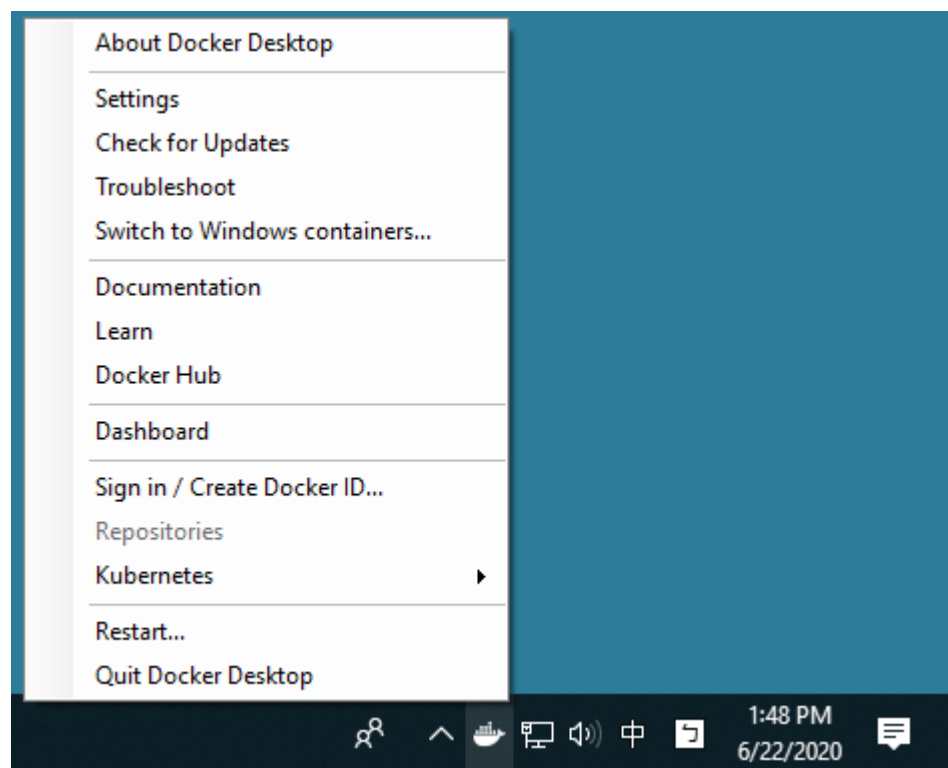 About Docker Desktop
Settings
Check for Updates
Troubleshoot
Switch to Windows containers...
Documentation
Learn
Docker Hub
Dashboard
Sign in / Create Docker ID...
Repositories
Kubernetes
Restart...
Quit Docker Desktop
中 ㄅ 1:48 PM
6/22/2020